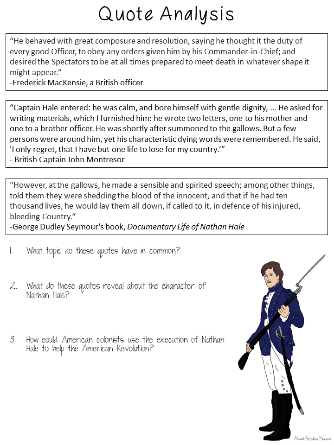 Quote Analysis
“He behaved with great composure and resolution, saying he thought it the duty of
every good Officer, to obey any orders given him by his Commander-in-Chief; and
desired the Spectators to be at all times prepared to meet death in whatever shape it
might appear.”
-Frederick MacKensie, a British officer
“Captain Hale entered: he was calm, and bore himself with gentle dignity, ... He asked for
writing materials, which I furnished him: he wrote two letters, one to his mother and
one to a brother officer. He was shortly after summoned to the gallows. But a few
persons were around him, yet his characteristic dying words were remembered. He said,
‘I only regret, that I have but one life to lose for my country.’”
- British Captain John Montresor
“However, at the gallows, he made a sensible and spirited speech; among other things,
told them they were shedding the blood of the innocent, and that if he had ten
thousand lives, he would lay them all down, if called to it, in defence of his injured,
bleeding Country.”
-George Dudley Seymour's book, Documentary Life of Nathan Hale
1. What topic do these quotes have in common?
2. What do these quotes reveal about the character of
Nathan Hale?
3. How could American colonists use the execution of Nathan
Hale to help the American Revolution?